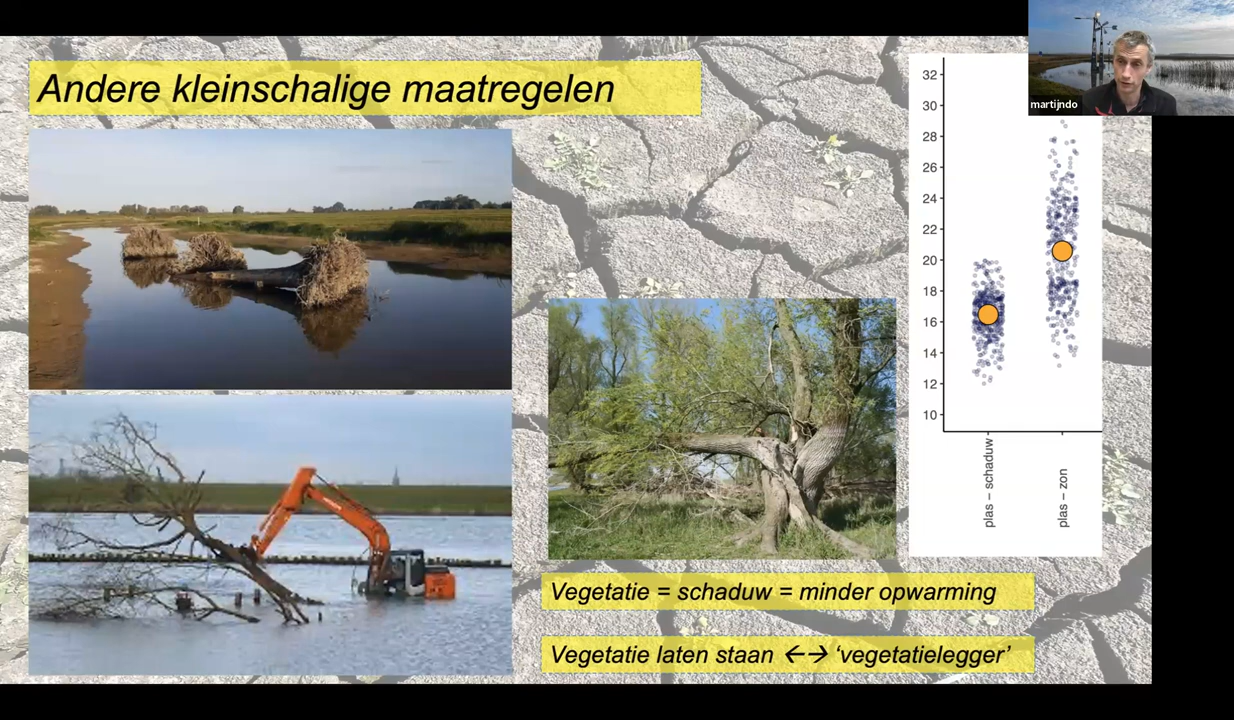 Andere kleinschalige maatregelen
martijndo
32
30
28
26
24
22
20
18
16
14
12
10
plas – schaduw
plas – zon
Vegetatie = schaduw = minder opwarming
Vegetatie laten staan ←→ ‘vegetatielegger’